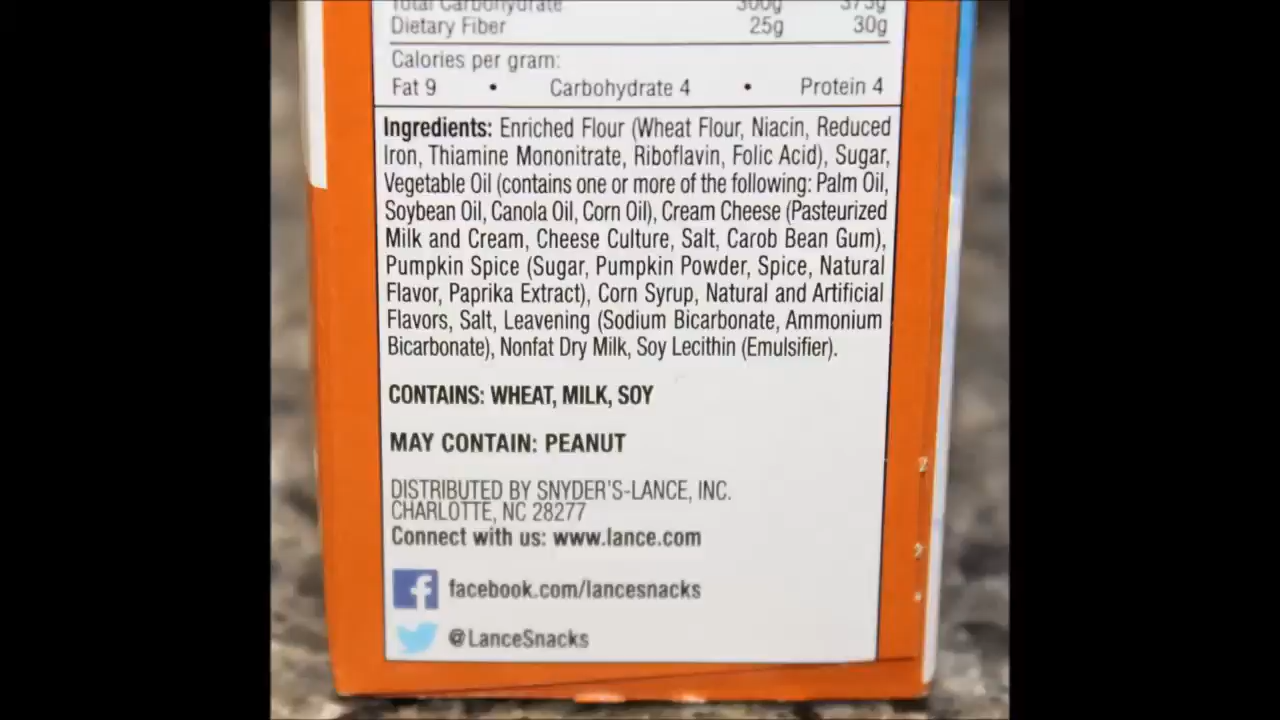 Total Carbohydrate 300g 375g
Dietary Fiber 25g 30g
Calories per gram:
Fat 9 • Carbohydrate 4 • Protein 4
Ingredients: Enriched Flour (Wheat Flour, Niacin, Reduced
Iron, Thiamine Mononitrate, Riboflavin, Folic Acid), Sugar,
Vegetable Oil (contains one or more of the following: Palm Oil,
Soybean Oil, Canola Oil, Corn Oil), Cream Cheese (Pasteurized
Milk and Cream, Cheese Culture, Salt, Carob Bean Gum),
Pumpkin Spice (Sugar, Pumpkin Powder, Spice, Natural
Flavor, Paprika Extract), Corn Syrup, Natural and Artificial
Flavors, Salt, Leavening (Sodium Bicarbonate, Ammonium
Bicarbonate), Nonfat Dry Milk, Soy Lecithin (Emulsifier).
CONTAINS: WHEAT, MILK, SOY
MAY CONTAIN: PEANUT
DISTRIBUTED BY SNYDER'S-LANCE, INC.
CHARLOTTE, NC 28277
Connect with us: www.lance.com
facebook.com/lancesnacks
@LanceSnacks